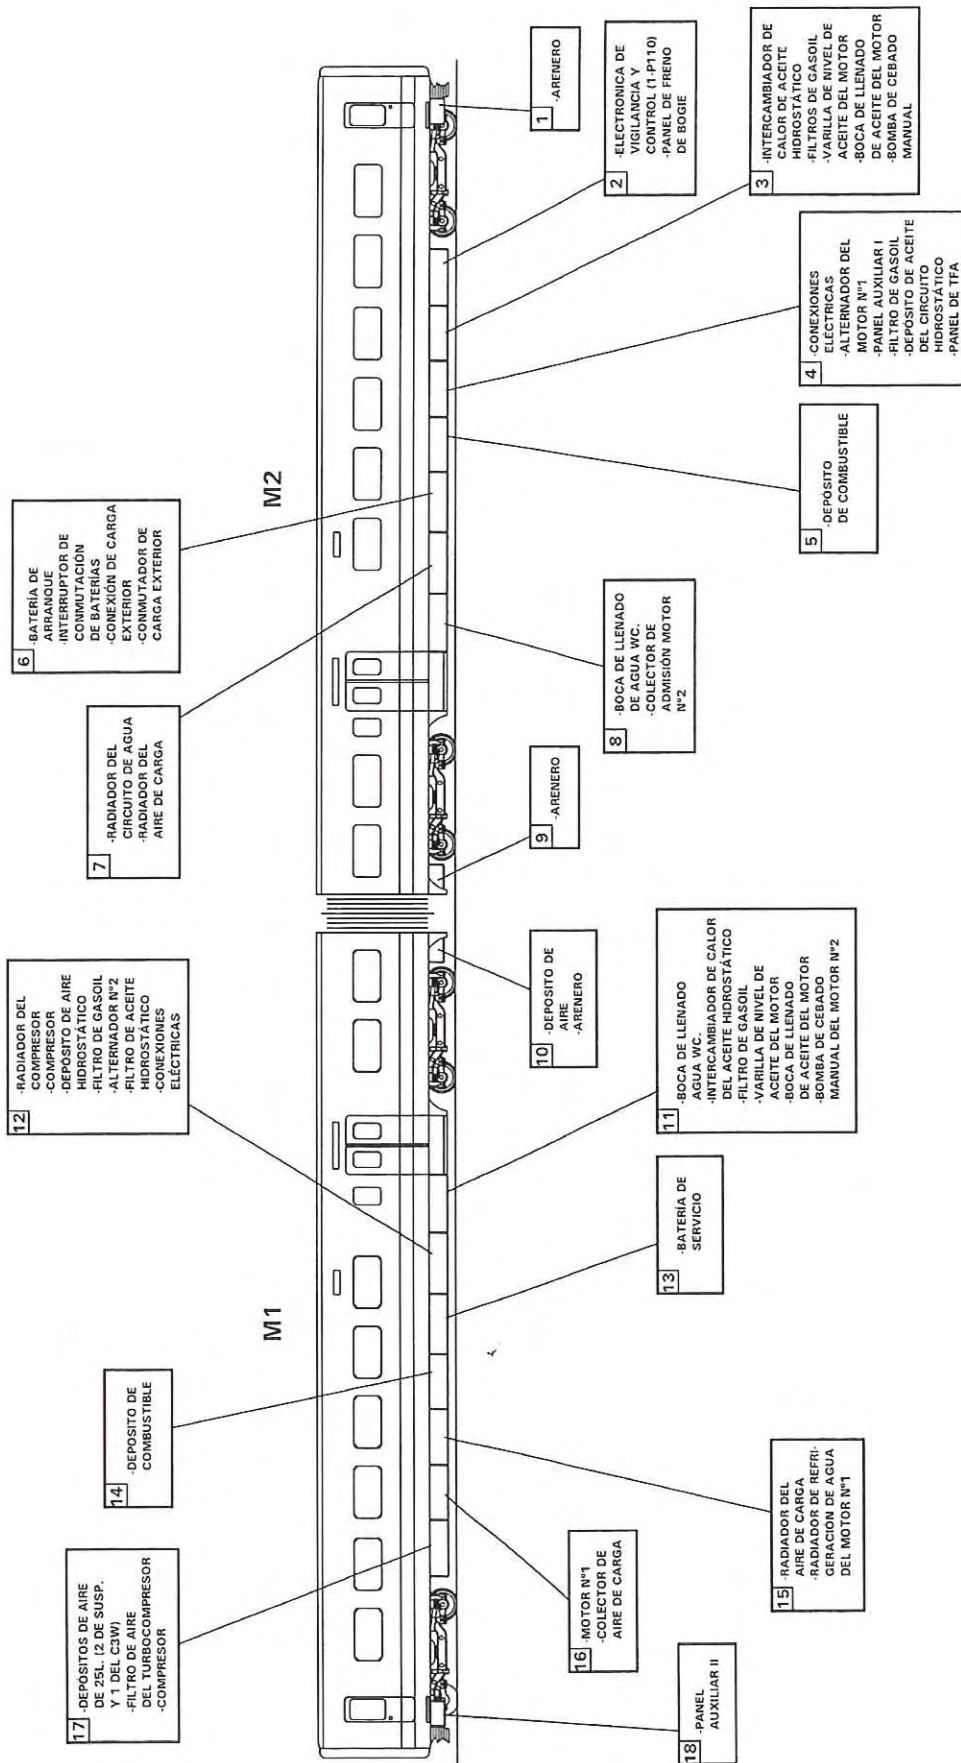 M2
M1
1
-ARENERO
2
-ELECTRONICA DE
VIGILANCIA Y
CONTROL (1-P110)
-PANEL DE FRENO
DE BOGIE
3
-INTERCAMBIADOR DE
CALOR DE ACEITE
HIDROSTÁTICO
-FILTROS DE GASOIL
-VARILLA DE NIVEL DE
ACEITE DEL MOTOR
-BOCA DE LLENADO
DE ACEITE DEL MOTOR
-BOMBA DE CEBADO
MANUAL
4
-CONEXIONES
ELÉCTRICAS
-ALTERNADOR DEL
MOTOR Nº1
-PANEL AUXILIAR I
-FILTRO DE GASOIL
-DEPÓSITO DE ACEITE
DEL CIRCUITO
HIDROSTÁTICO
-PANEL DE TFA
5
-DEPÓSITO
DE COMBUSTIBLE
6
-BATERÍA DE
ARRANQUE
-INTERRUPTOR DE
CONMUTACIÓN
DE BATERÍAS
-CONEXIÓN DE CARGA
EXTERIOR
-CONMUTADOR DE
CARGA EXTERIOR
7
-RADIADOR DEL
CIRCUITO DE AGUA
-RADIADOR DEL
AIRE DE CARGA
8
-BOCA DE LLENADO
DE AGUA WC.
-COLECTOR DE
ADMISIÓN MOTOR
Nº2
9
-ARENERO
10
-DEPOSITO DE
AIRE
-ARENERO
11
-BOCA DE LLENADO
AGUA WC.
-INTERCAMBIADOR DE CALOR
DEL ACEITE HIDROSTÁTICO
-FILTRO DE GASOIL
-VARILLA DE NIVEL DE
ACEITE DEL MOTOR
-BOCA DE LLENADO
DE ACEITE DEL MOTOR
-BOMBA DE CEBADO
MANUAL DEL MOTOR Nº2
12
-RADIADOR DEL
COMPRESOR
-COMPRESOR
-DEPÓSITO DE AIRE
HIDROSTÁTICO
-FILTRO DE GASOIL
-ALTERNADOR Nº2
-FILTRO DE ACEITE
HIDROSTÁTICO
-CONEXIONES
ELÉCTRICAS
13
-BATERÍA DE
SERVICIO
14
-DEPOSITO DE
COMBUSTIBLE
15
-RADIADOR DEL
AIRE DE CARGA
-RADIADOR DE REFRI-
GERACIÓN DE AGUA
DEL MOTOR Nº1
16
-MOTOR Nº1
-COLECTOR DE
AIRE DE CARGA
17
-DEPÓSITOS DE AIRE
DE 25L. (2 DE SUSP.
Y 1 DEL C3W)
-FILTRO DE AIRE
DEL TURBOCOMPRESOR
-COMPRESOR
18
-PANEL
AUXILIAR II